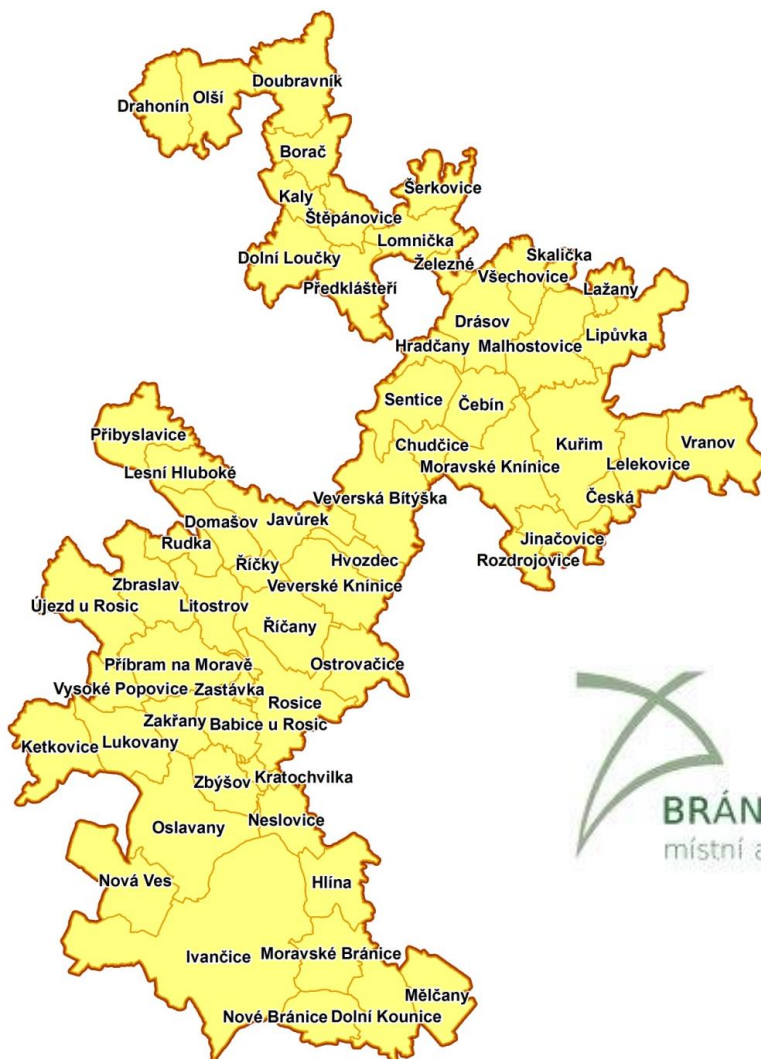 Doubravník
Olší
Drahonín
Borač
Šerkovice
Kaly
Štěpánovice
Lomnička
Dolní Loučky
Železné
Skalička
Všechovice
Předklášteří
Lažany
Drásov
Lipůvka
Hradčany
Malhostovice
Sentice
Čebín
Přibyslavice
Chudčice
Kuřim
Vranov
Lesní Hluboké
Moravské Knínice
Lelekovice
Veverská Bítýška
Česká
Domašov
Javůrek
Jinačovice
Rudka
Rozdrojovice
Říčky
Hvozdec
Zbraslav
Veverské Knínice
Újezd u Rosic
Litostrov
Říčany
Příbram na Moravě
Ostrovačice
Vysoké Popovice
Zastávka
Rosice
Zakřany
Babice u Rosic
Ketkovice
Lukovany
Zbýšov
Kratochvilka
Oslavany
Neslovice
BRÁN
místní a
Nová Ves
Hlína
Ivančice
Moravské Bránice
Mělčany
Nové Bránice
Dolní Kounice